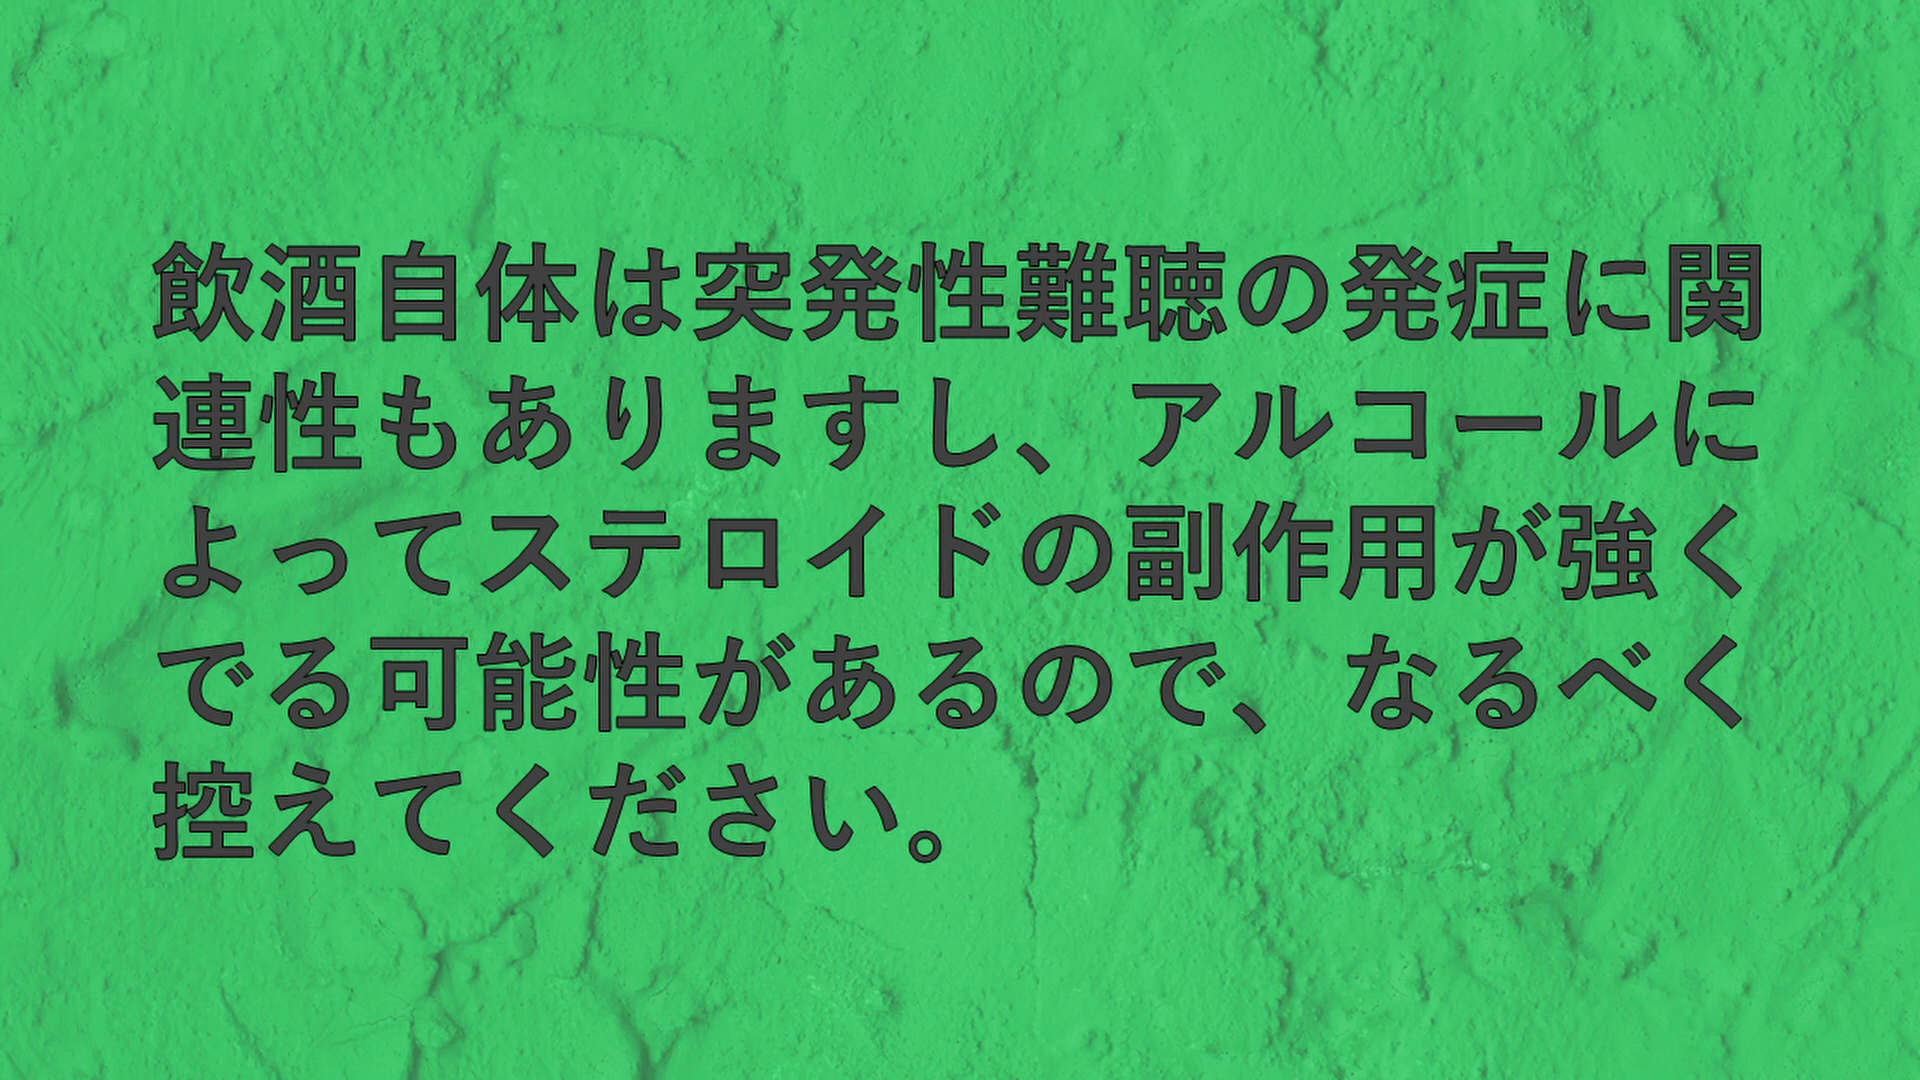 飲酒自体は突発性難聴の発症に関
連性もありますし、アルコールに
よってステロイドの副作用が強く
でる可能性があるので、なるべく
控えてください。